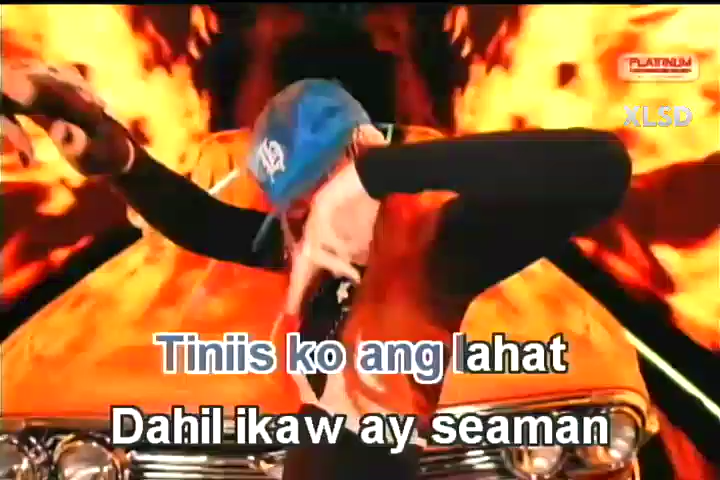 PLATINUM
XLSD
Tiniis ko ang lahat
Dahil ikaw ay seaman